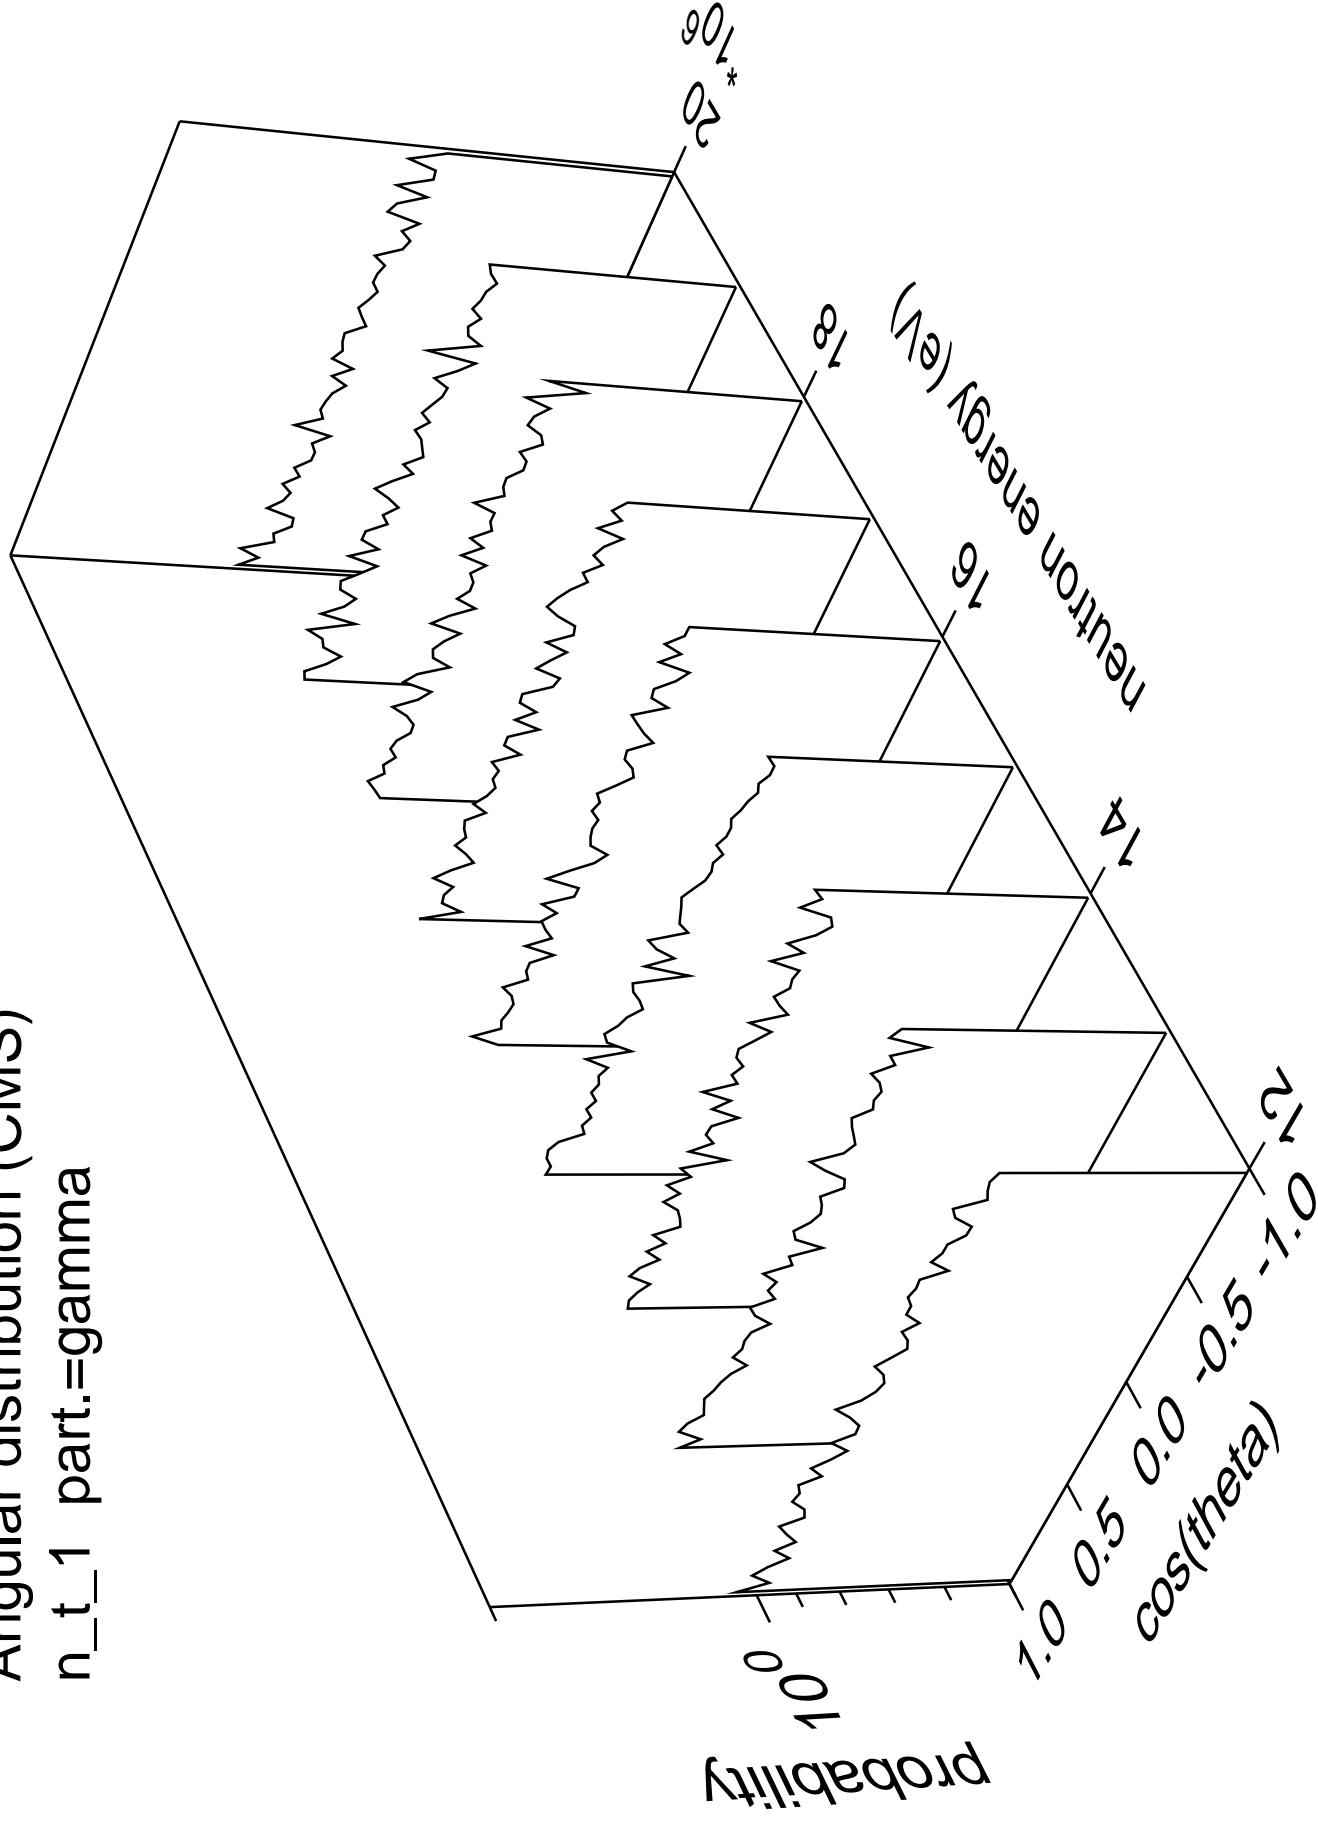 Angular distribution (CMS)
n_t_1 part.=gamma
probability
10^0
1.0 0.5 0.0 -0.5 -1.0
cos(theta)
12 14 16 18 20 *10^6
neutron energy (eV)